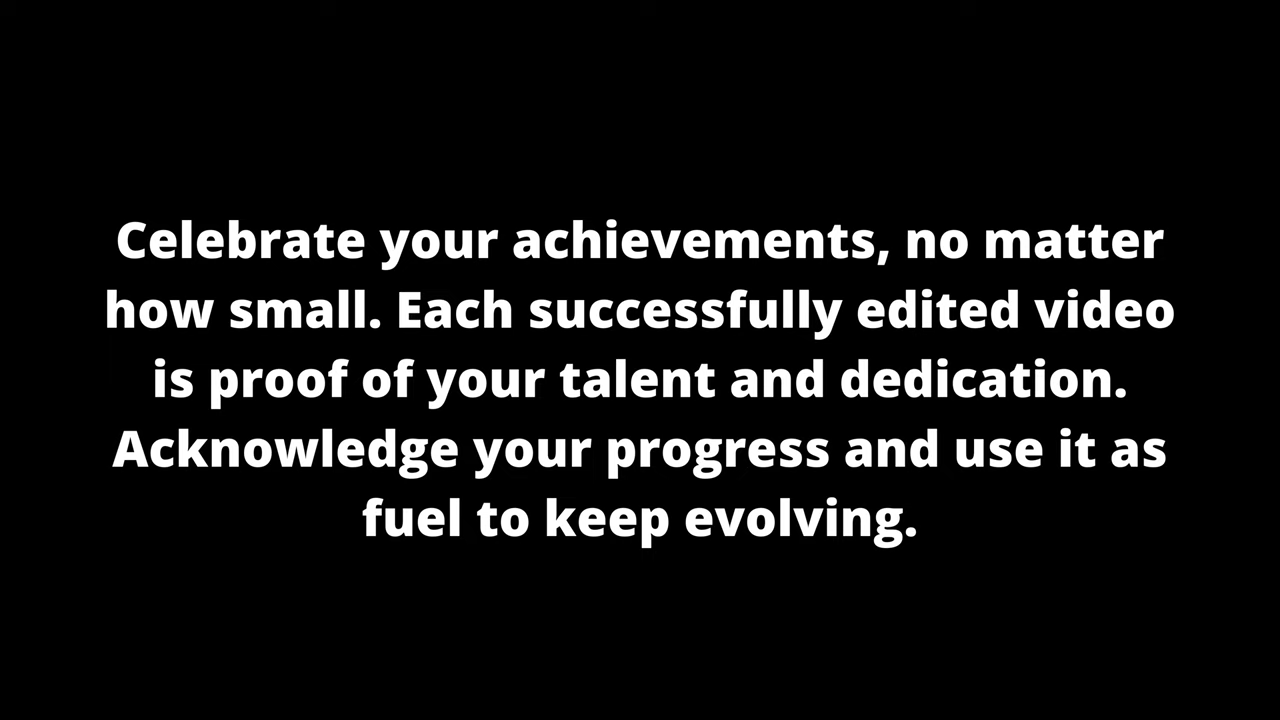 Celebrate your achievements, no matter
how small. Each successfully edited video
is proof of your talent and dedication.
Acknowledge your progress and use it as
fuel to keep evolving.